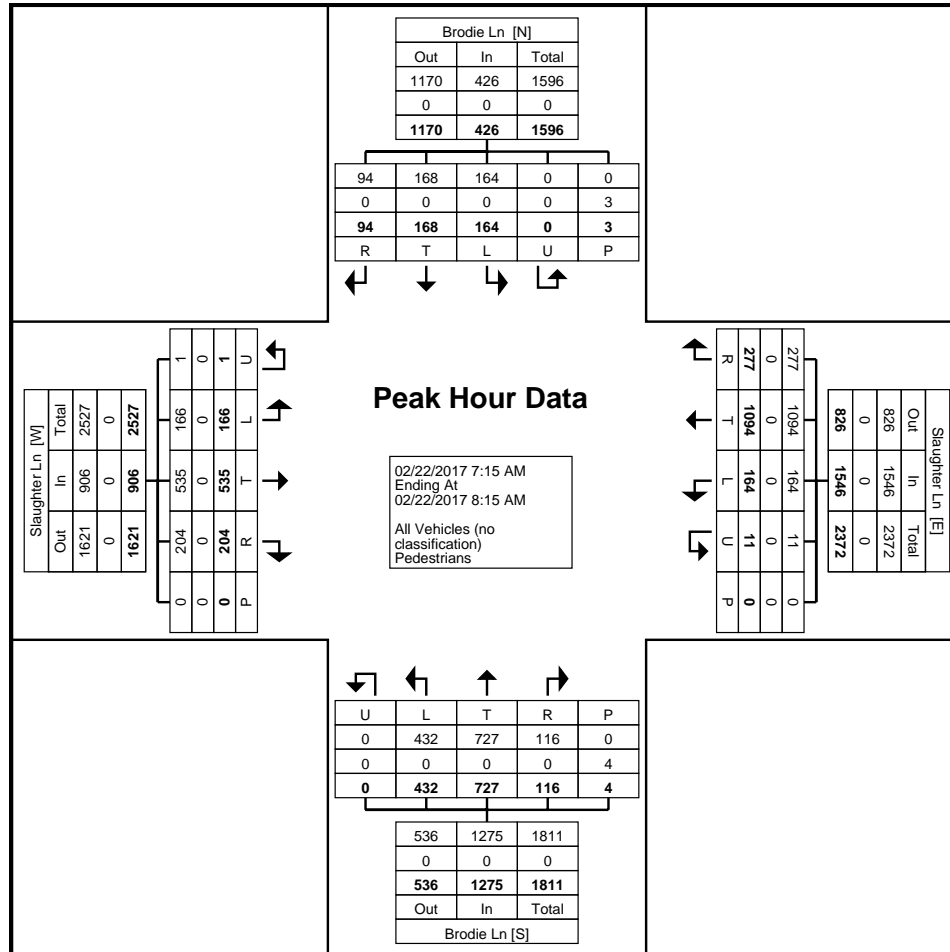 Brodie Ln [N]
Out In Total
1170 426 1596
0 0 0
1170 426 1596
94 168 164 0 0
0 0 0 0 3
94 168 164 0 3
R T L U P
Slaughter Ln [W]
Total In Out
2527 906 1621
0 0 0
2527 906 1621
1 166 535 204 0
0 0 0 0 0
1 166 535 204 0
U L T R P
Peak Hour Data
02/22/2017 7:15 AM
Ending At
02/22/2017 8:15 AM
All Vehicles (no
classification)
Pedestrians
R T L U P
277 1094 164 11 0
0 0 0 0 0
277 1094 164 11 0
826 1546 2372
0 0 0
826 1546 2372
Out In Total
Slaughter Ln [E]
U L T R P
0 432 727 116 0
0 0 0 0 4
0 432 727 116 4
536 1275 1811
0 0 0
536 1275 1811
Out In Total
Brodie Ln [S]